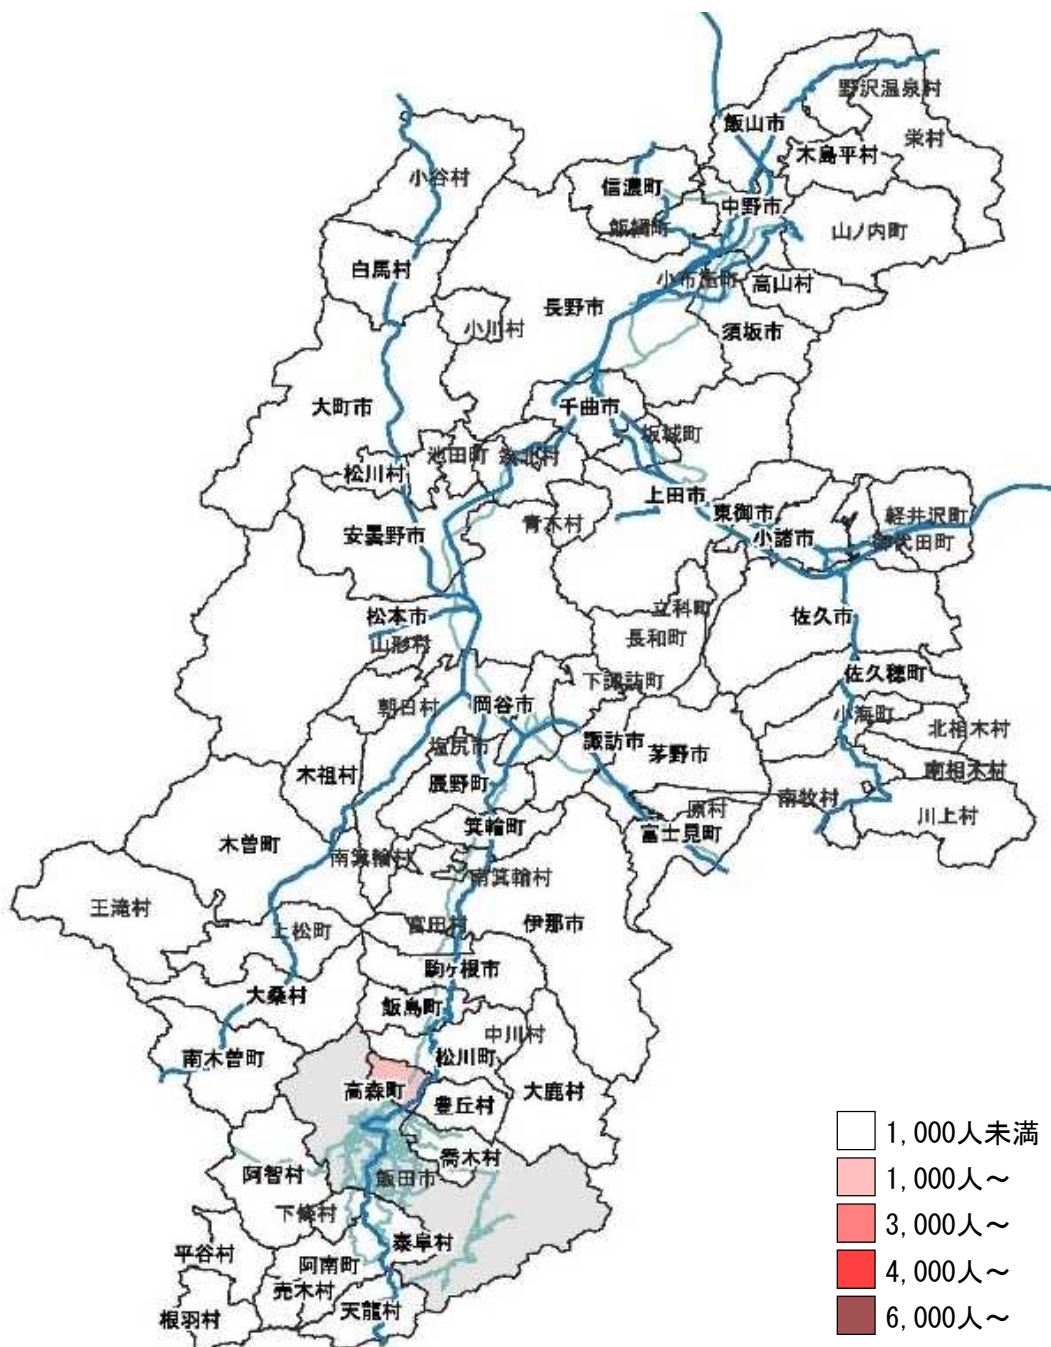 野沢温泉村
飯山市
栄村
木島平村
小谷村
信濃町
中野市
飯綱町
山ノ内町
白馬村
小布施町
高山村
長野市
小川村
須坂市
大町市
千曲市
坂城町
池田町
筑北村
松川村
上田市
東御市
軽井沢町
青木村
安曇野市
小諸市
御代田町
立科町
松本市
佐久市
山形村
長和町
佐久穂町
下諏訪町
朝日村
岡谷市
小海町
北相木村
塩尻市
諏訪市
茅野市
南相木村
木祖村
辰野町
南牧村
原村
川上村
箕輪町
富士見町
木曽町
南箕輪村
南箕輪村
王滝村
上松町
宮田村
伊那市
駒ヶ根市
大桑村
飯島町
中川村
南木曽町
松川町
高森町
大鹿村
豊丘村
喬木村
阿智村
飯田市
下條村
泰阜村
平谷村
阿南町
売木村
天龍村
根羽村
1,000人未満
1,000人～
3,000人～
4,000人～
6,000人～